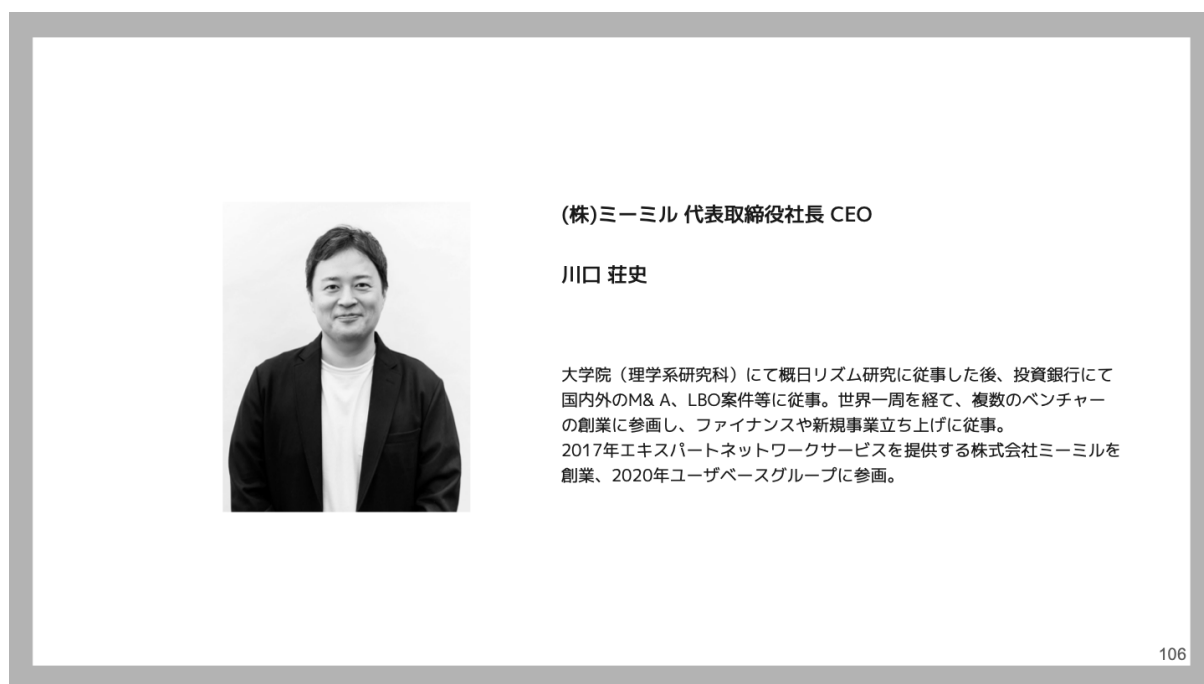 (株)ミーミル 代表取締役社長 CEO
川口 荘史
大学院（理学系研究科）にて概日リズム研究に従事した後、投資銀行にて
国内外のM& A、LBO案件等に従事。世界一周を経て、複数のベンチャー
の創業に参画し、ファイナンスや新規事業立ち上げに従事。
2017年エキスパートネットワークサービスを提供する株式会社ミーミルを
創業、2020年ユーザベースグループに参画。
106